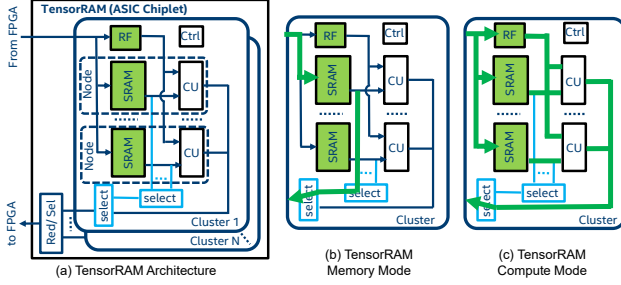 TensorRAM (ASIC Chiplet)
From FPGA
RF
Ctrl
Node
SRAM
CU
Node
SRAM
CU
select
select
Cluster 1
Cluster N
Red/ Sel
to FPGA
(a) TensorRAM Architecture
RF
Ctrl
SRAM
CU
SRAM
CU
select
select
Cluster
(b) TensorRAM
Memory Mode
RF
Ctrl
SRAM
CU
SRAM
CU
select
select
Cluster
(c) TensorRAM
Compute Mode